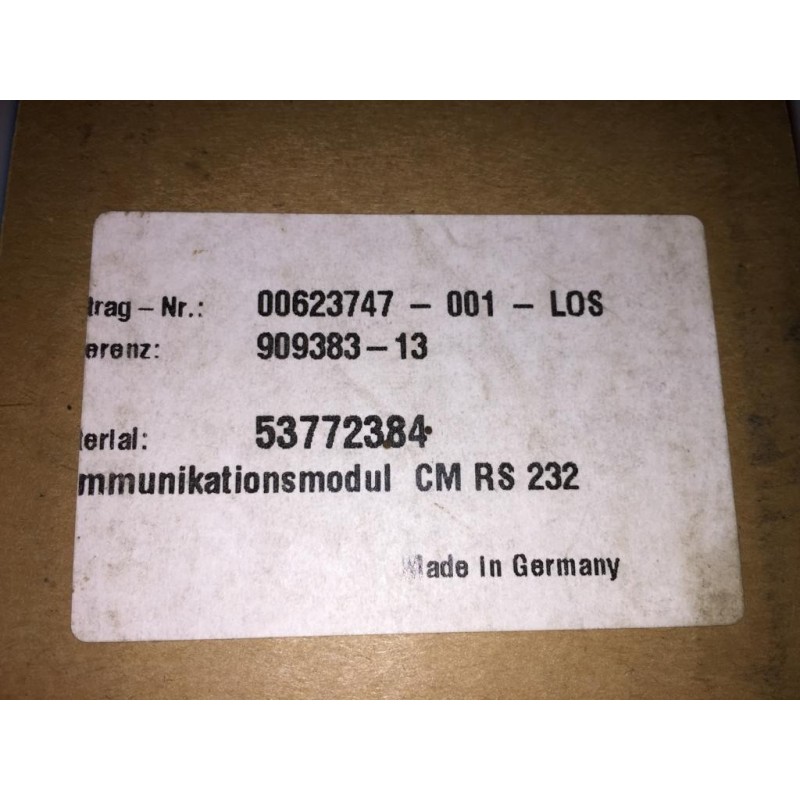 trag – Nr.: 00623747 – 001 – LOS
erenz: 909383–13
terial: 53772384
mmunikationsmodul CM RS 232
Made in Germany